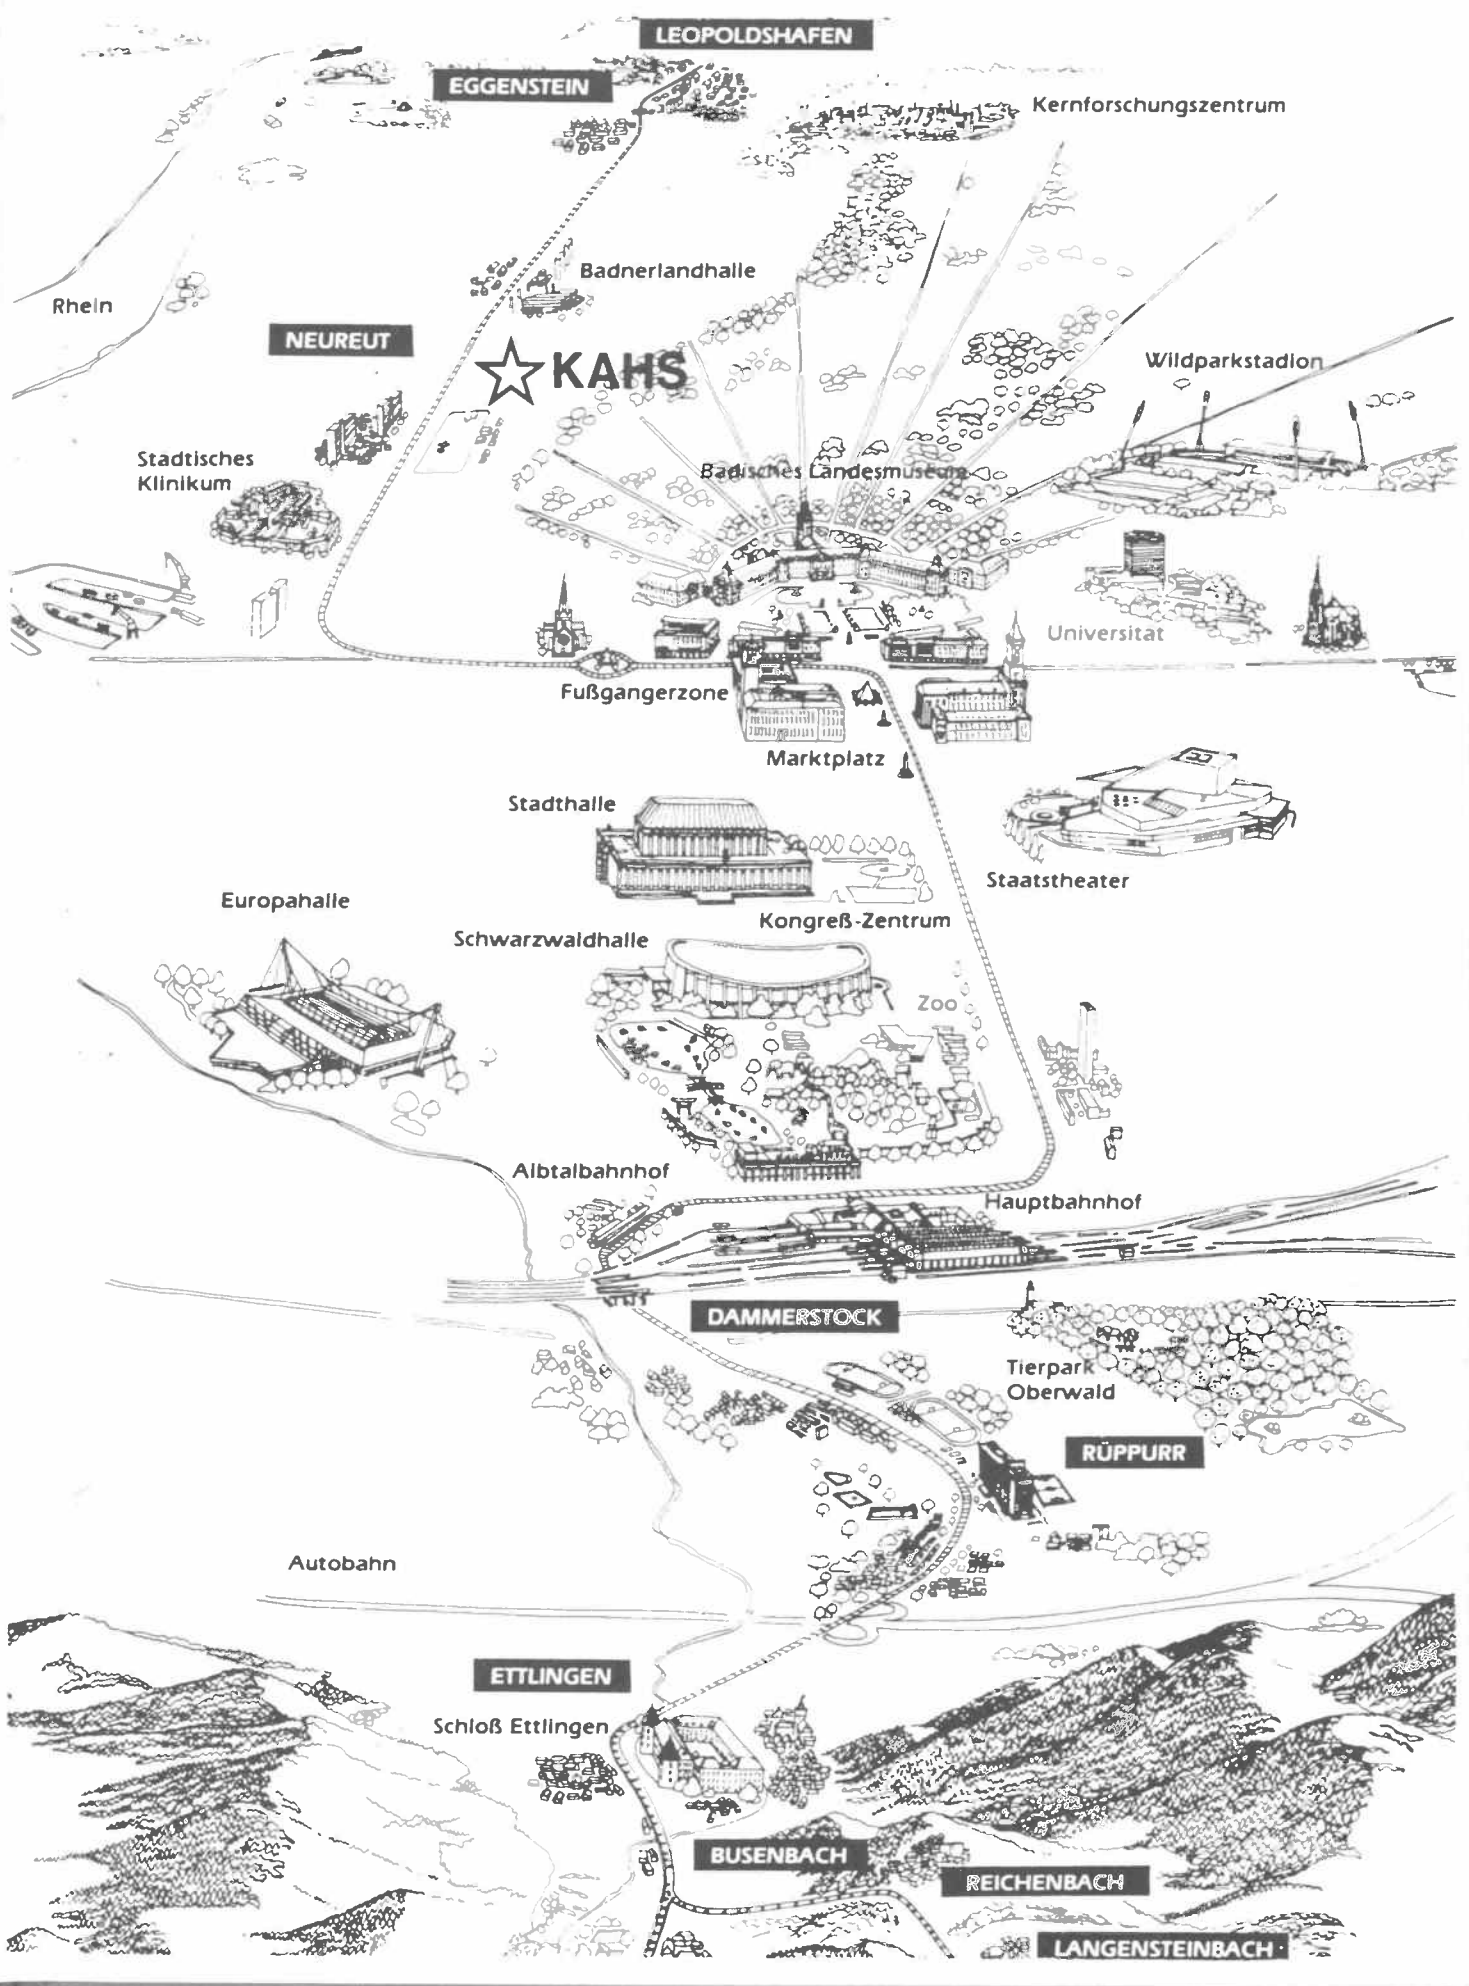 LEOPOLDSHAFEN
EGGENSTEIN
Kernforschungszentrum
Badnerlandhalle
Rhein
NEUREUT
KAHS
Wildparkstadion
Stadtisches
Klinikum
Badisches Landesmuseum
Universitat
Fußgangerzone
Marktplatz
Stadthalle
Staatstheater
Europahalle
Kongreß-Zentrum
Schwarzwaldhalle
Zoo
Albtalbahnhof
Hauptbahnhof
DAMMERSTOCK
Tierpark
Oberwald
RÜPPURR
Autobahn
ETTLINGEN
Schloß Ettlingen
BUSENBACH
REICHENBACH
LANGENSTEINBACH